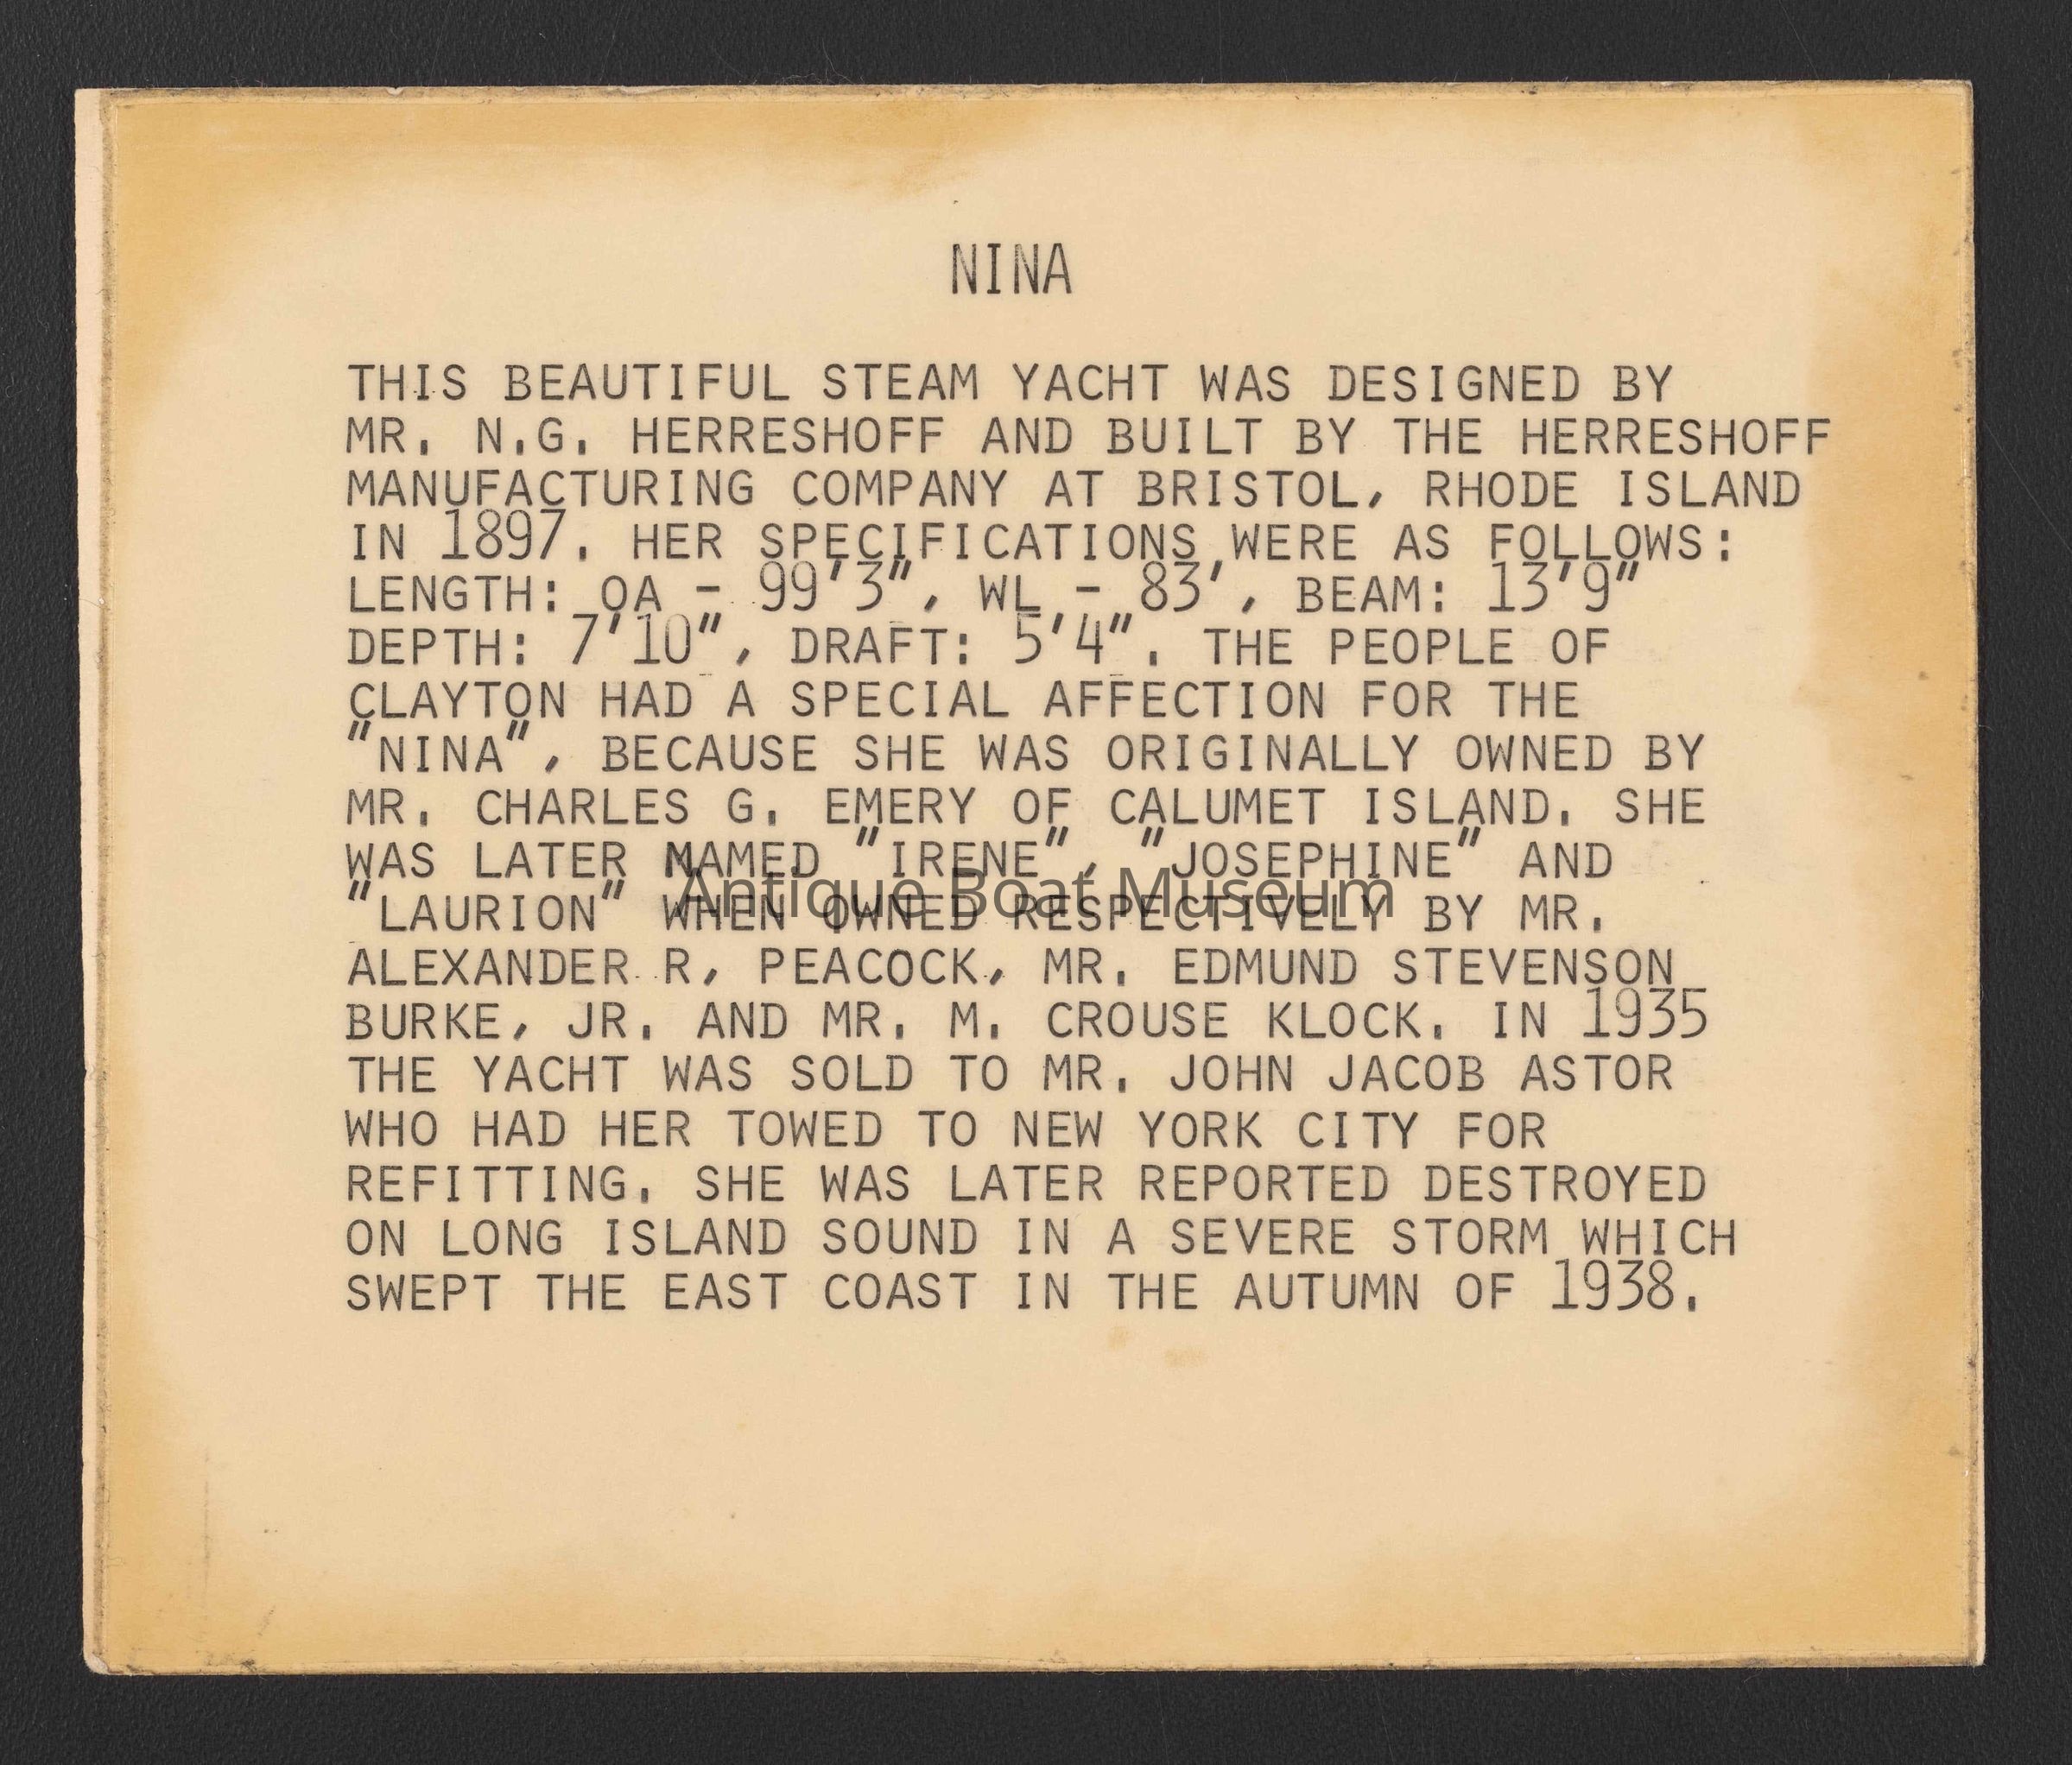 NINA
THIS BEAUTIFUL STEAM YACHT WAS DESIGNED BY
MR. N.G. HERRESHOFF AND BUILT BY THE HERRESHOFF
MANUFACTURING COMPANY AT BRISTOL, RHODE ISLAND
IN 1897. HER SPECIFICATIONS WERE AS FOLLOWS:
LENGTH: OA - 99'3", WL - 83', BEAM: 13'9"
DEPTH: 7'10", DRAFT: 5'4". THE PEOPLE OF
CLAYTON HAD A SPECIAL AFFECTION FOR THE
"NINA", BECAUSE SHE WAS ORIGINALLY OWNED BY
MR. CHARLES G. EMERY OF CALUMET ISLAND. SHE
WAS LATER NAMED "IRENE", "JOSEPHINE" AND
"LAURION" WHEN OWNED RESPECTIVELY BY MR.
Antique Boat Museum
ALEXANDER R, PEACOCK, MR. EDMUND STEVENSON
BURKE, JR. AND MR. M. CROUSE KLOCK. IN 1935
THE YACHT WAS SOLD TO MR. JOHN JACOB ASTOR
WHO HAD HER TOWED TO NEW YORK CITY FOR
REFITTING. SHE WAS LATER REPORTED DESTROYED
ON LONG ISLAND SOUND IN A SEVERE STORM WHICH
SWEPT THE EAST COAST IN THE AUTUMN OF 1938.